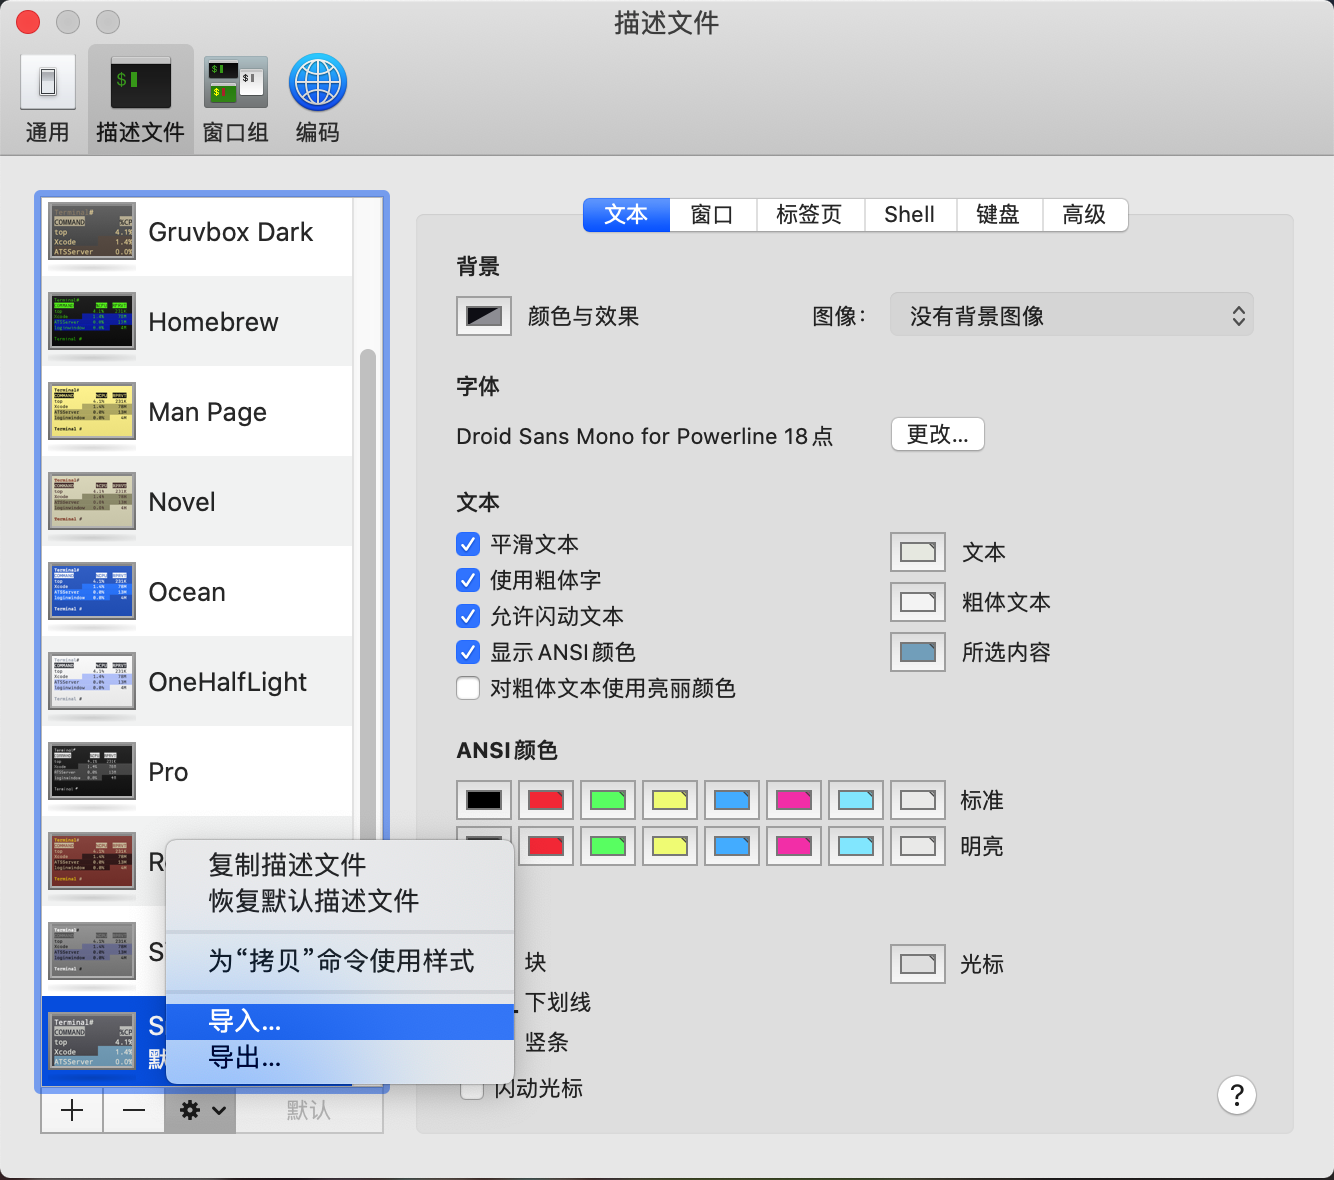 描述文件
通用
描述文件
窗口组
编码
Gruvbox Dark
Homebrew
Man Page
Novel
Ocean
OneHalfLight
Pro
文本
窗口
标签页
Shell
键盘
高级
背景
颜色与效果
图像：
没有背景图像
字体
Droid Sans Mono for Powerline 18 点
更改...
文本
平滑文本
使用粗体字
允许闪动文本
显示 ANSI 颜色
对粗体文本使用亮丽颜色
文本
粗体文本
所选内容
ANSI 颜色
标准
明亮
块
下划线
竖条
闪动光标
光标
复制描述文件
恢复默认描述文件
为“拷贝”命令使用样式
导入...
导出...
默认
?